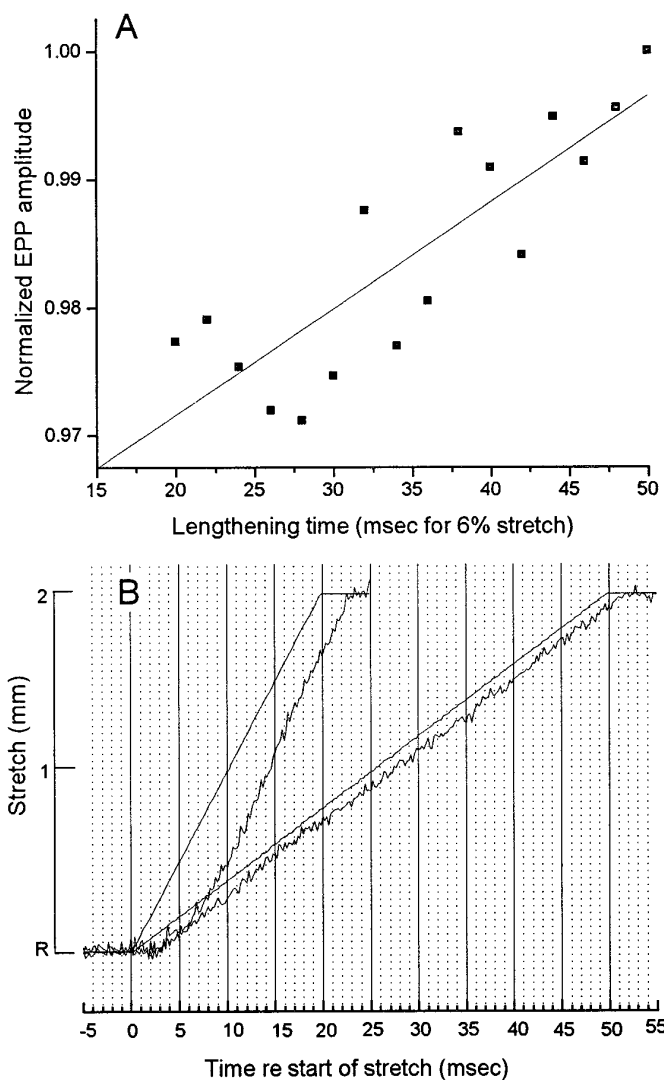 A
1.00
0.99
0.98
0.97
Normalized EPP amplitude
15 20 25 30 35 40 45 50
Lengthening time (msec for 6% stretch)
B
2
1
R
Stretch (mm)
-5 0 5 10 15 20 25 30 35 40 45 50 55
Time re start of stretch (msec)